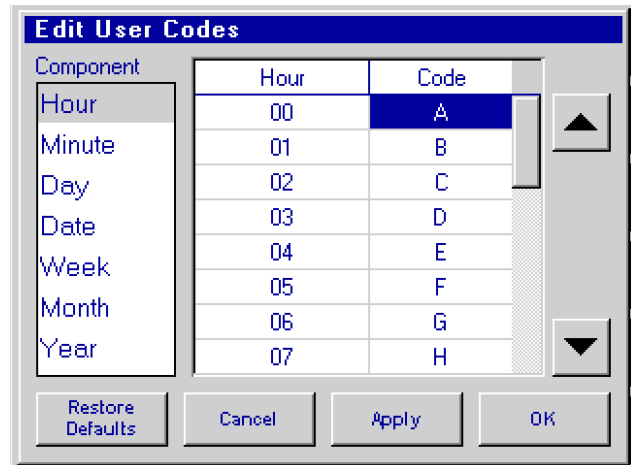 Edit User Codes
Component
Hour
Minute
Day
Date
Week
Month
Year
Hour Code
00 A
01 B
02 C
03 D
04 E
05 F
06 G
07 H
Restore
Defaults
Cancel
Apply
OK